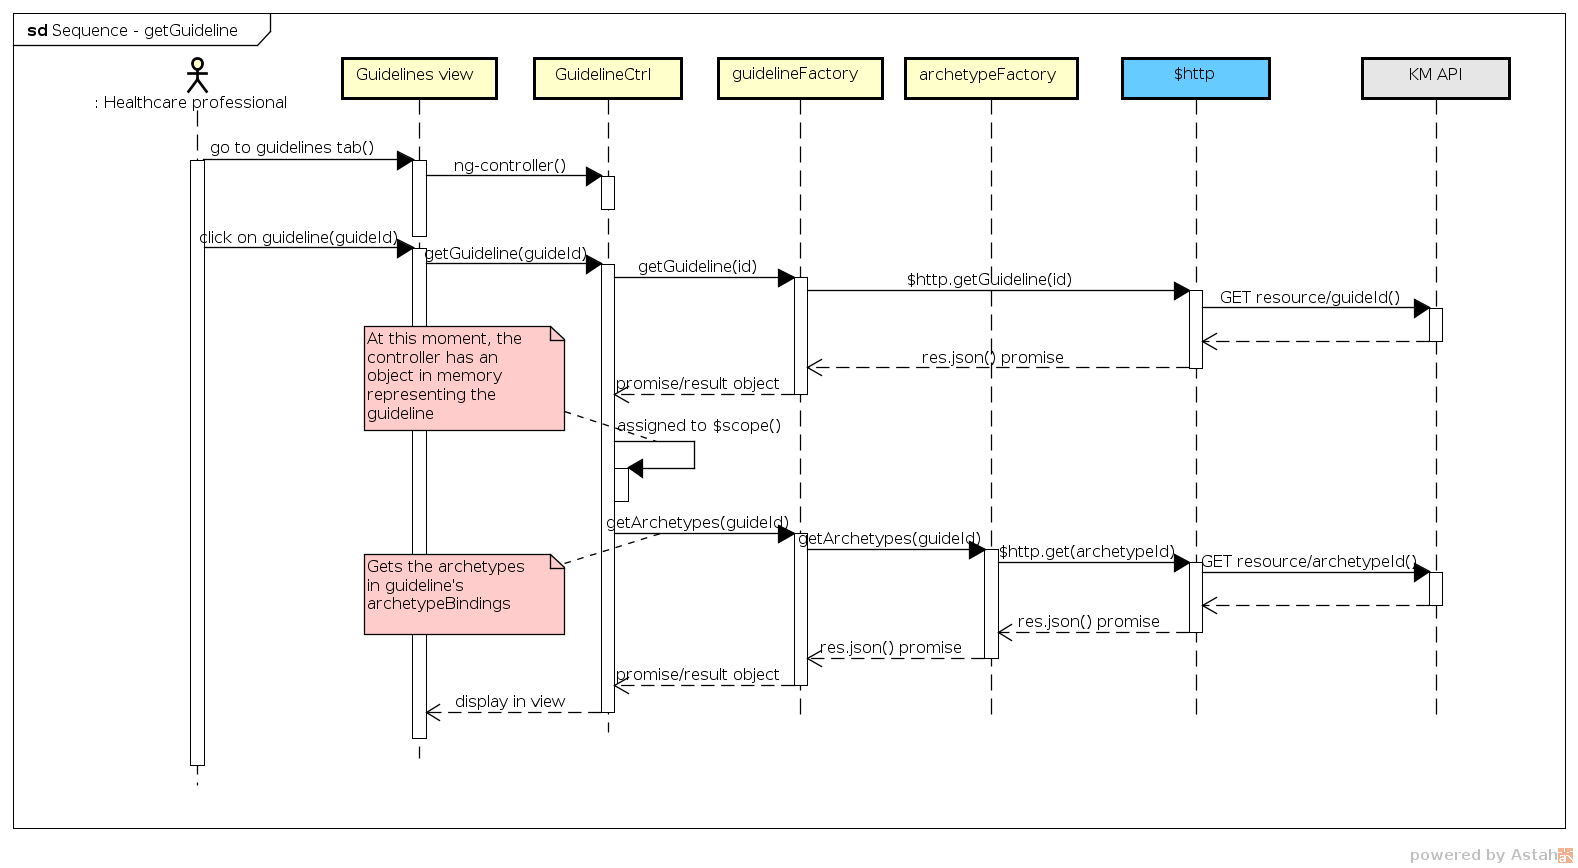 sd Sequence - getGuideline
: Healthcare professional
Guidelines view
GuidelineCtrl
guidelineFactory
archetypeFactory
$http
KM API
go to guidelines tab()
ng-controller()
click on guideline(guideId)
getGuideline(guideId)
getGuideline(id)
$http.getGuideline(id)
GET resource/guideId()
At this moment, the
controller has an
object in memory
representing the
guideline
res.json() promise
promise/result object
assigned to $scope()
getArchetypes(guideId)
getArchetypes(guideId)
$http.get(archetypeId)
GET resource/archetypeId()
Gets the archetypes
in guideline's
archetypeBindings
res.json() promise
res.json() promise
promise/result object
display in view
powered by Astah